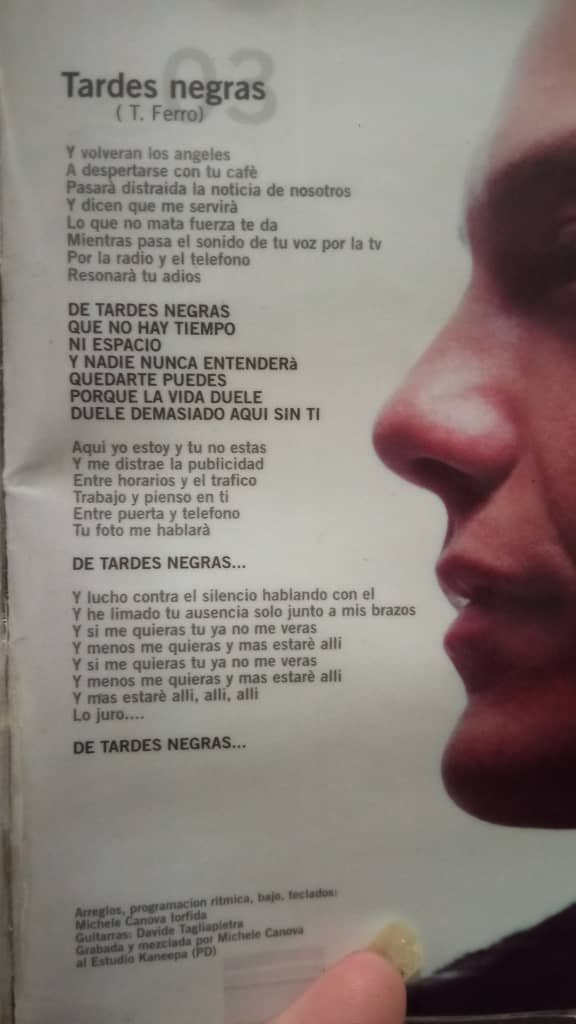 03
Tardes negras
( T. Ferro)
Y volveran los angeles
A despertarse con tu cafè
Pasarà distraida la noticia de nosotros
Y dicen que me servirà
Lo que no mata fuerza te da
Mientras pasa el sonido de tu voz por la tv
Por la radio y el telefono
Resonarà tu adios
DE TARDES NEGRAS
QUE NO HAY TIEMPO
NI ESPACIO
Y NADIE NUNCA ENTENDERà
QUEDARTE PUEDES
PORQUE LA VIDA DUELE
DUELE DEMASIADO AQUI SIN TI
Aqui yo estoy y tu no estas
Y me distrae la publicidad
Entre horarios y el trafico
Trabajo y pienso en ti
Entre puerta y telefono
Tu foto me hablarà
DE TARDES NEGRAS...
Y lucho contra el silencio hablando con el
Y he limado tu ausencia solo junto a mis brazos
Y si me quieras tu ya no me veras
Y menos me quieras y mas estarè alli
Y si me quieras tu ya no me veras
Y menos me quieras y mas estarè alli
Y mas estarè alli, alli, alli
Lo juro....
DE TARDES NEGRAS...
Arreglos, programacion ritmica, bajo, teclados:
Michele Canova Iorfida
Guitarras: Davide Tagliapietra
Grabada y mezclada por Michele Canova
al Estudio Kaneepa (PD)